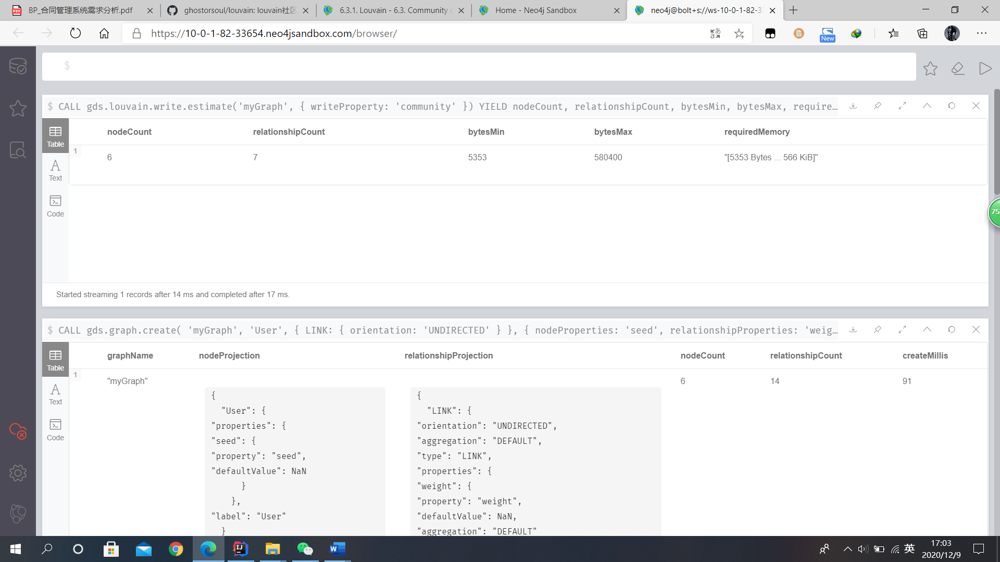 BP_合同管理系统需求分析.pdf
ghostorsoul/louvain: louvain社区
6.3.1. Louvain - 6.3. Community
Home - Neo4j Sandbox
neo4j@bolt+s://ws-10-0-1-82-33
https://10-0-1-82-33654.neo4jsandbox.com/browser/
New
$
$ CALL gds.louvain.write.estimate('myGraph', { writeProperty: 'community' }) YIELD nodeCount, relationshipCount, bytesMin, bytesMax, require…
Table
Text
Code
nodeCount relationshipCount bytesMin bytesMax requiredMemory
1 6 7 5353 580400 "[5353 Bytes ... 566 KiB]"
75
Started streaming 1 records after 14 ms and completed after 17 ms.
$ CALL gds.graph.create( 'myGraph', 'User', { LINK: { orientation: 'UNDIRECTED' } }, { nodeProperties: 'seed', relationshipProperties: 'weig…
Table
Text
Code
graphName nodeProjection relationshipProjection nodeCount relationshipCount createMillis
1 "myGraph" 6 14 91
{
"User": {
"properties": {
"seed": {
"property": "seed",
"defaultValue": NaN
}
},
"label": "User"
}
{
"LINK": {
"orientation": "UNDIRECTED",
"aggregation": "DEFAULT",
"type": "LINK",
"properties": {
"weight": {
"property": "weight",
"defaultValue": NaN,
"aggregation": "DEFAULT"
英
17:03
2020/12/9